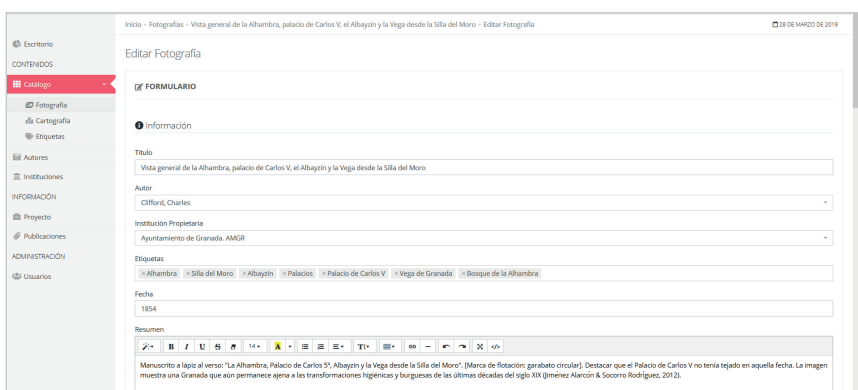 Inicio - Fotografías - Vista general de la Alhambra, palacio de Carlos V, el Albayzín y la Vega desde la Silla del Moro - Editar Fotografía
28 DE MARZO DE 2019
Escritorio
CONTENIDOS
Catálogo
Fotografía
Cartografía
Etiquetas
Autores
Instituciones
INFORMACIÓN
Proyecto
Publicaciones
ADMINISTRACIÓN
Usuarios
Editar Fotografía
FORMULARIO
Información
Título
Vista general de la Alhambra, palacio de Carlos V, el Albayzín y la Vega desde la Silla del Moro
Autor
Clifford, Charles
Institución Propietaria
Ayuntamiento de Granada. AMGR
Etiquetas
×Alhambra ×Silla del Moro ×Albayzín ×Palacios ×Palacio de Carlos V ×Vega de Granada ×Bosque de la Alhambra
Fecha
1854
Resumen
B I U S 14 A
Manuscrito a lápiz al verso: "La Alhambra, Palacio de Carlos 5º, Albayzín y la Vega desde la Silla del Moro". [Marca de flotación: garabato circular]. Destacar que el Palacio de Carlos V no tenía tejado en aquella fecha. La imagen
muestra una Granada que aún permanece ajena a las transformaciones higiénicas y burguesas de las últimas décadas del siglo XIX (Jiménez Alarcón & Socorro Rodríguez, 2012).